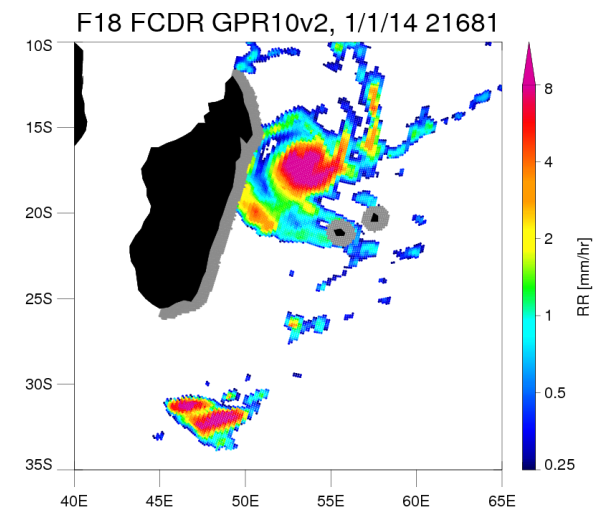 F18 FCDR GPR10v2, 1/1/14 21681
10S
15S
20S
25S
30S
35S
40E 45E 50E 55E 60E 65E
8
4
2
1
0.5
0.25
RR [mm/hr]